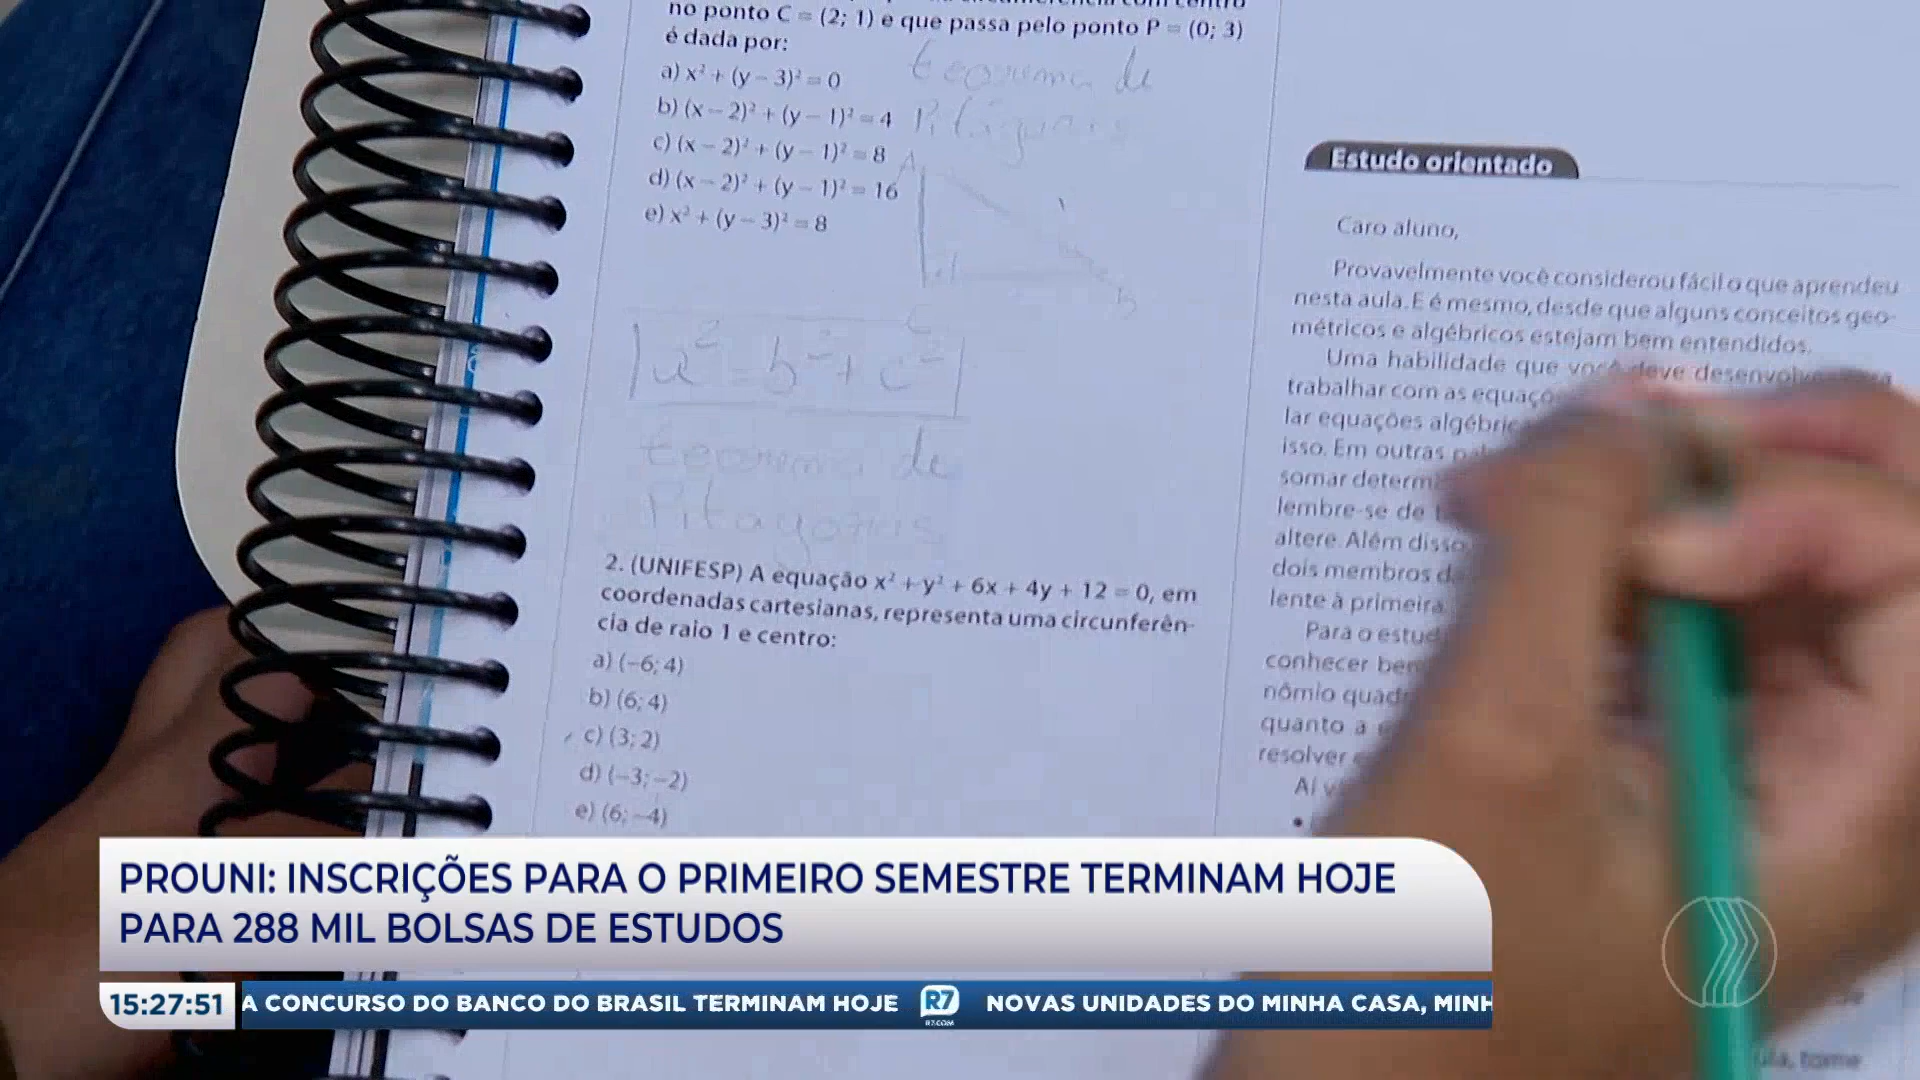 no ponto C = (2; 1) e que passa pelo ponto P = (0; 3)
é dada por:
a) x² + (y – 3)² = 0
b) (x – 2)² + (y – 1)² = 4
c) (x – 2)² + (y – 1)² = 8
d) (x – 2)² + (y – 1)² = 16
e) x² + (y – 3)² = 8
teorema de
Pitágoras
A
B
C
a² = b² + c²
teorema de
Pitagoras
2. (UNIFESP) A equação x² + y² + 6x + 4y + 12 = 0, em
coordenadas cartesianas, representa uma circunferên-
cia de raio 1 e centro:
a) (–6; 4)
b) (6; 4)
c) (3; 2)
d) (–3; –2)
e) (6; –4)
Estudo orientado
Caro aluno,
Provavelmente você considerou fácil o que aprendeu
nesta aula. E é mesmo, desde que alguns conceitos geo-
métricos e algébricos estejam bem entendidos.
Uma habilidade que você deve
trabalhar com as
lar equações
isso. Em outras
somar
lembre-se de
altere. Além disso
dois membros
lente à primeira
Para o
conhecer
quanto a
resolver
PROUNI: INSCRIÇÕES PARA O PRIMEIRO SEMESTRE TERMINAM HOJE
PARA 288 MIL BOLSAS DE ESTUDOS
15:27:51 A CONCURSO DO BANCO DO BRASIL TERMINAM HOJE R7 R7.COM NOVAS UNIDADES DO MINHA CASA, MINH